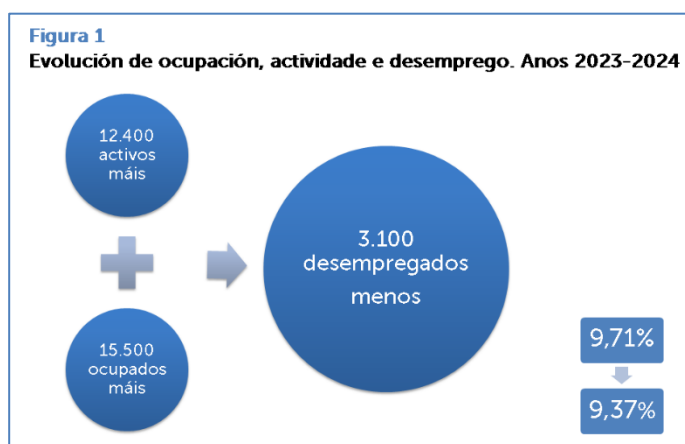 Figura 1
Evolución de ocupación, actividade e desemprego. Anos 2023-2024
12.400
activos
máis
15.500
ocupados
máis
3.100
desempregados
menos
9,71%
9,37%